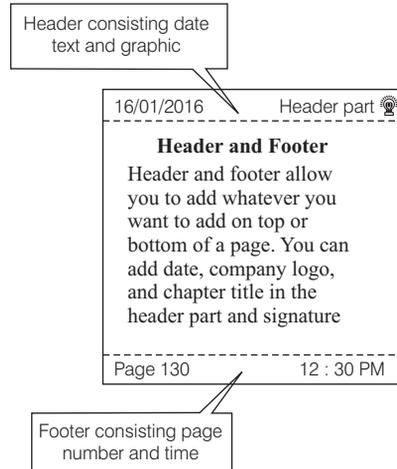 Header consisting date
text and graphic
16/01/2016 Header part
Header and Footer
Header and footer allow
you to add whatever you
want to add on top or
bottom of a page. You can
add date, company logo,
and chapter title in the
header part and signature
Page 130 12 : 30 PM
Footer consisting page
number and time